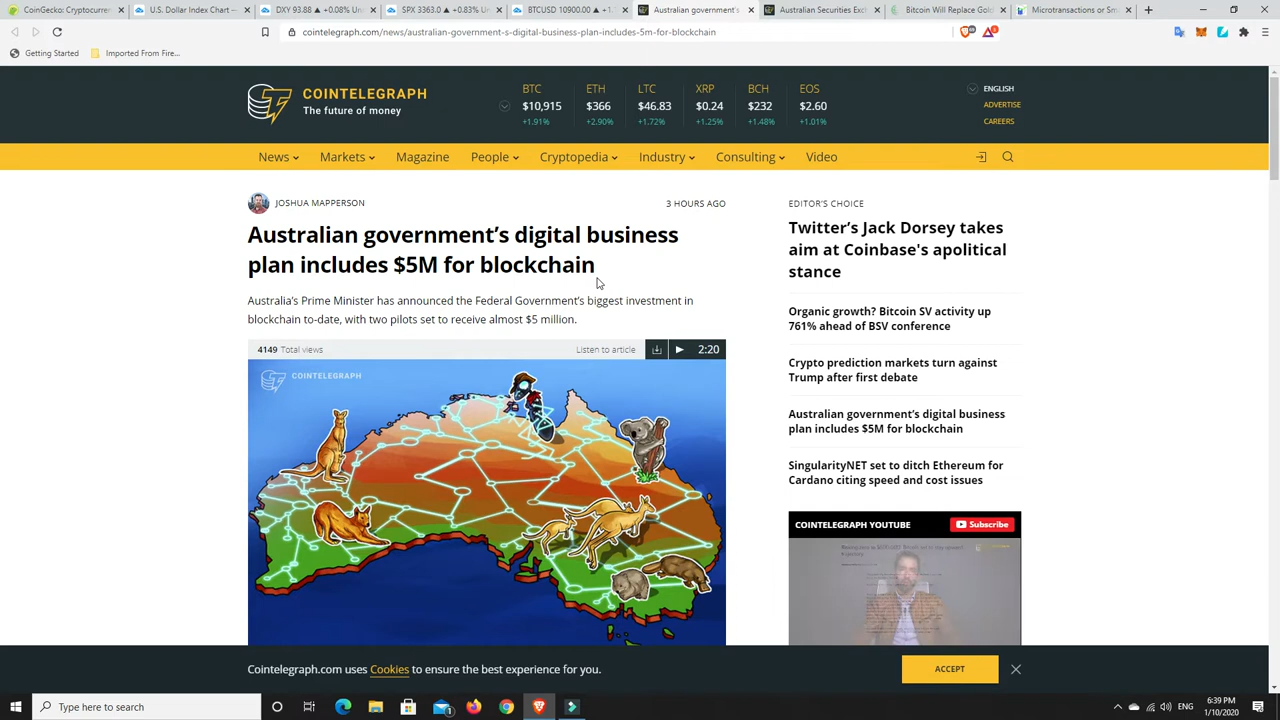 CoinGecko: Cryptocurrenc
U.S. Dollar Index Chart —
DXY 93.88 ▲ +0.08% Un
SPX 3363.0 ▲ +0.83% Un
BTCUSD 10900.00 ▲ +1.
Australian government's
Australian Securities Exc
Bitcoin Will Replace Gold
Microtransactions or Sma
cointelegraph.com/news/australian-government-s-digital-business-plan-includes-5m-for-blockchain
Getting Started
Imported From Fire...
COINTELEGRAPH
The future of money
BTC ETH LTC XRP BCH EOS
$10,915 $366 $46.83 $0.24 $232 $2.60
+1.91% +2.90% +1.72% +1.25% +1.48% +1.01%
ENGLISH
ADVERTISE
CAREERS
News Markets Magazine People Cryptopedia Industry Consulting Video
JOSHUA MAPPERSON
3 HOURS AGO
Australian government's digital business
plan includes $5M for blockchain
Australia's Prime Minister has announced the Federal Government's biggest investment in
blockchain to-date, with two pilots set to receive almost $5 million.
4149 Total views
Listen to article
2:20
COINTELEGRAPH
EDITOR'S CHOICE
Twitter's Jack Dorsey takes
aim at Coinbase's apolitical
stance
Organic growth? Bitcoin SV activity up
761% ahead of BSV conference
Crypto prediction markets turn against
Trump after first debate
Australian government's digital business
plan includes $5M for blockchain
SingularityNET set to ditch Ethereum for
Cardano citing speed and cost issues
COINTELEGRAPH YOUTUBE
Subscribe
Cointelegraph.com uses Cookies to ensure the best experience for you.
ACCEPT
Type here to search
ENG
6:39 PM
1/10/2020